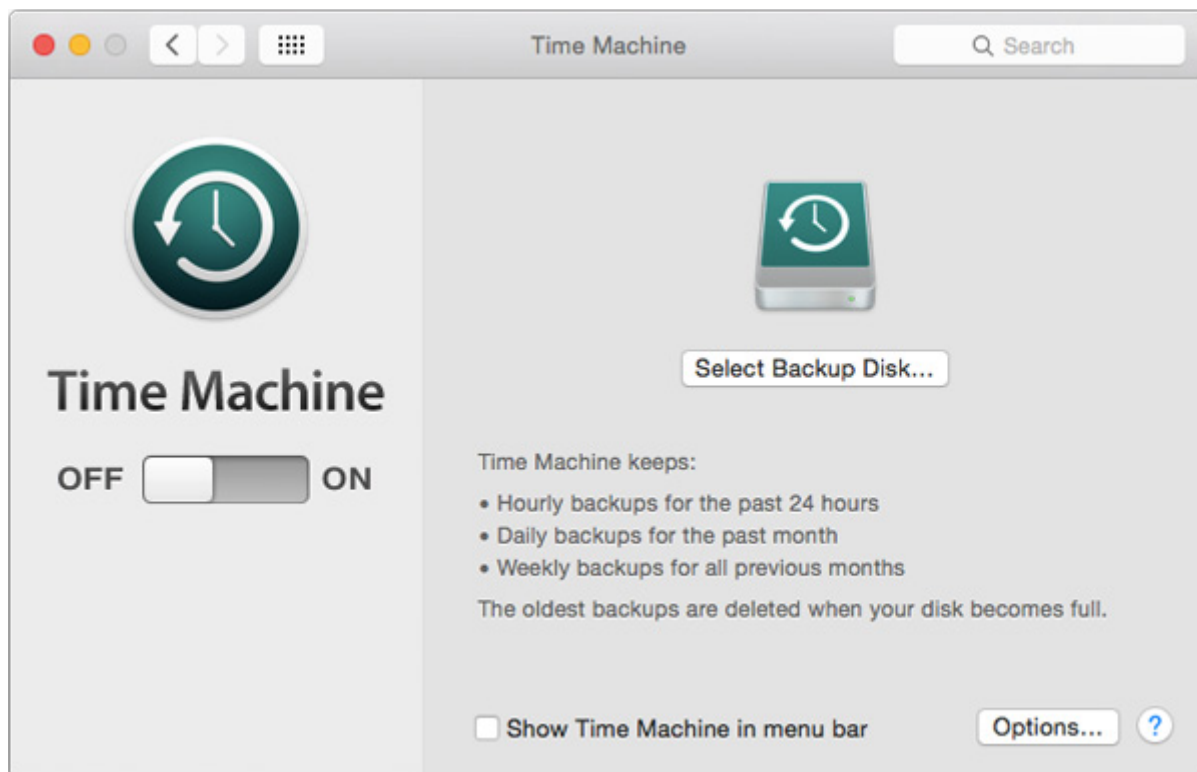 Time Machine
Search
Time Machine
OFF ON
Select Backup Disk...
Time Machine keeps:
• Hourly backups for the past 24 hours
• Daily backups for the past month
• Weekly backups for all previous months
The oldest backups are deleted when your disk becomes full.
Show Time Machine in menu bar
Options...
?